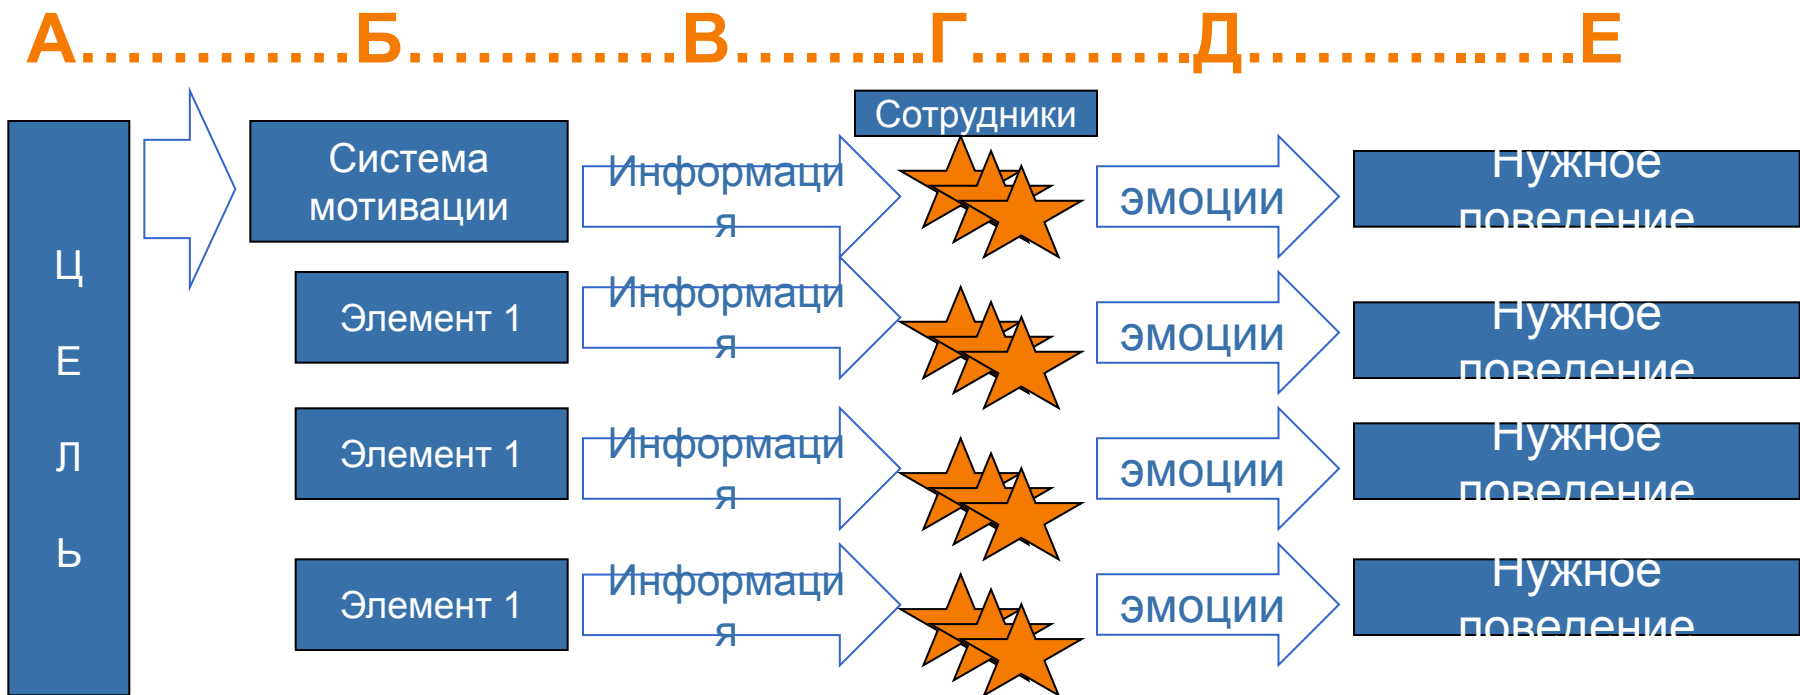 А..............Б..............В...........Г.............Д....................Е
Сотрудники
Ц
Е
Л
Ь
Система
мотивации
Информаци
я
эмоции
Нужное
поведение
Элемент 1
Информаци
я
эмоции
Нужное
поведение
Элемент 1
Информаци
я
эмоции
Нужное
поведение
Элемент 1
Информаци
я
эмоции
Нужное
поведение